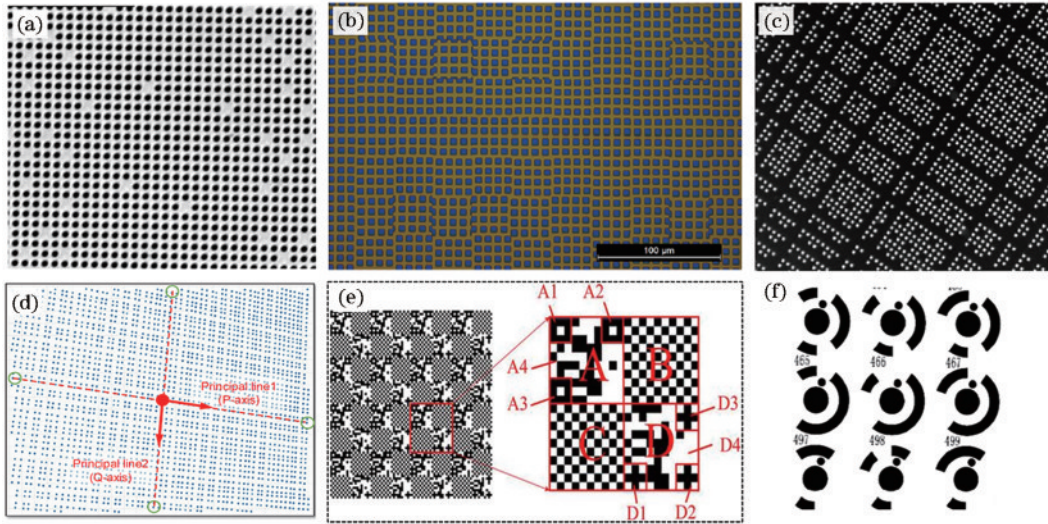 (a)
(b)
100 μm
(c)
(d)
Principal line1
(P-axis)
Principal line2
(Q-axis)
(e)
A1
A2
A4
A3
A
B
C
D
D3
D4
D1
D2
(f)
465
466
467
497
498
499